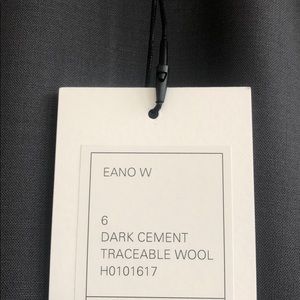 EANO W
6
DARK CEMENT
TRACEABLE WOOL
H0101617